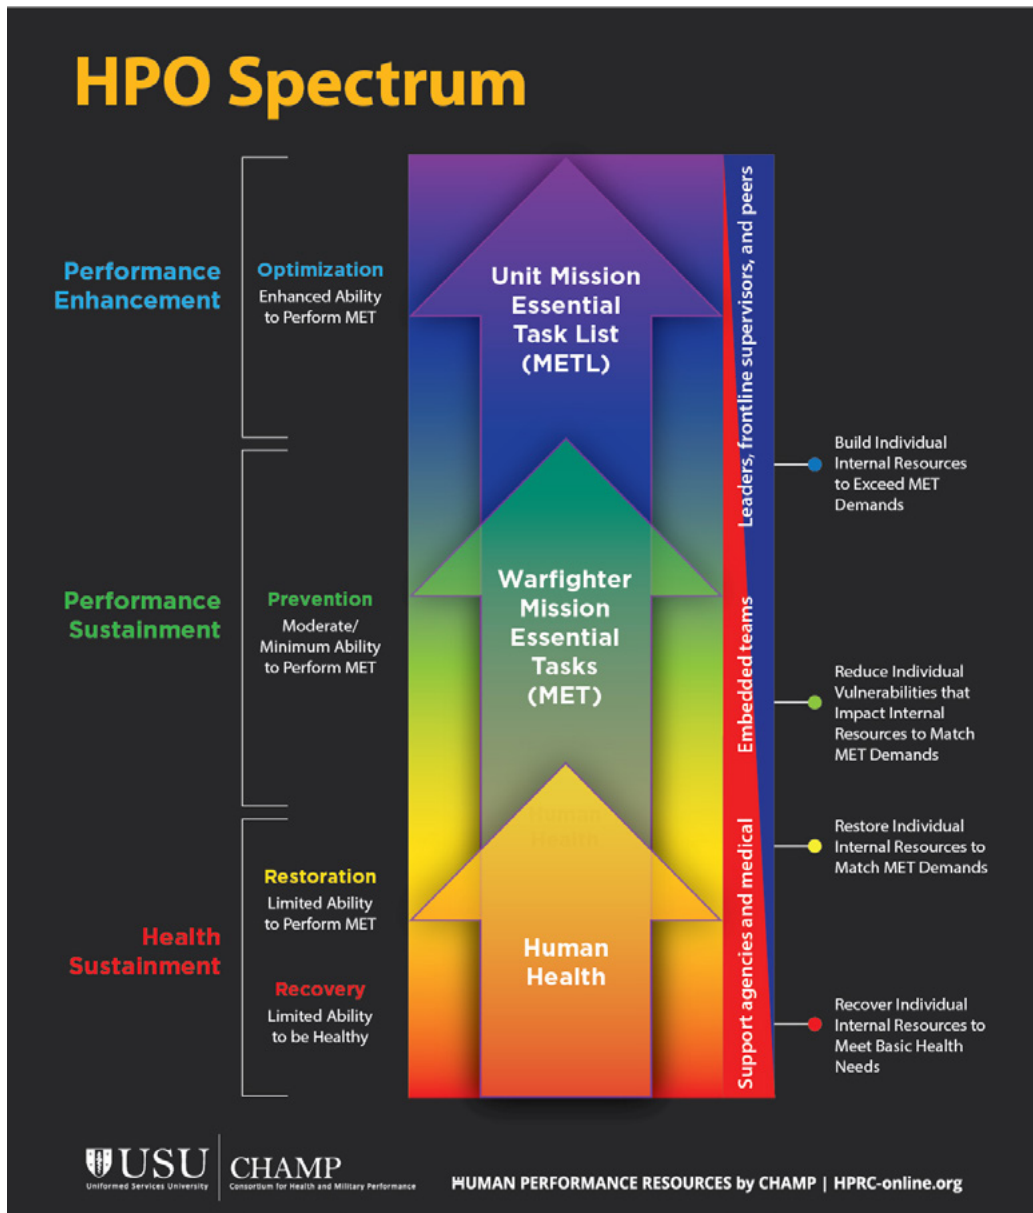 HPO Spectrum
Performance
Enhancement
Optimization
Enhanced Ability
to Perform MET
Unit Mission
Essential
Task List
(METL)
Leaders, frontline supervisors, and peers
Build Individual
Internal Resources
to Exceed MET
Demands
Performance
Sustainment
Prevention
Moderate/
Minimum Ability
to Perform MET
Warfighter
Mission
Essential
Tasks
(MET)
Embedded teams
Reduce Individual
Vulnerabilities that
Impact Internal
Resources to Match
MET Demands
Human
Health
Health
Sustainment
Restoration
Limited Ability
to Perform MET
Recovery
Limited Ability
to be Healthy
Human
Health
Support agencies and medical
Restore Individual
Internal Resources to
Match MET Demands
Recover Individual
Internal Resources to
Meet Basic Health
Needs
USU
Uniformed Services University
CHAMP
Consortium for Health and Military Performance
HUMAN PERFORMANCE RESOURCES by CHAMP | HPRC-online.org